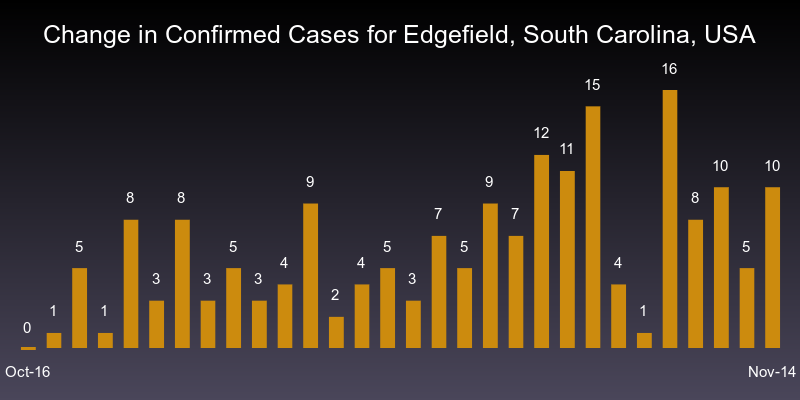 Change in Confirmed Cases for Edgefield, South Carolina, USA
0 1 5 1 8 3 8 3 5 3 4 9 2 4 5 3 7 5 9 7 12 11 15 4 1 16 8 10 5 10
Oct-16 Nov-14